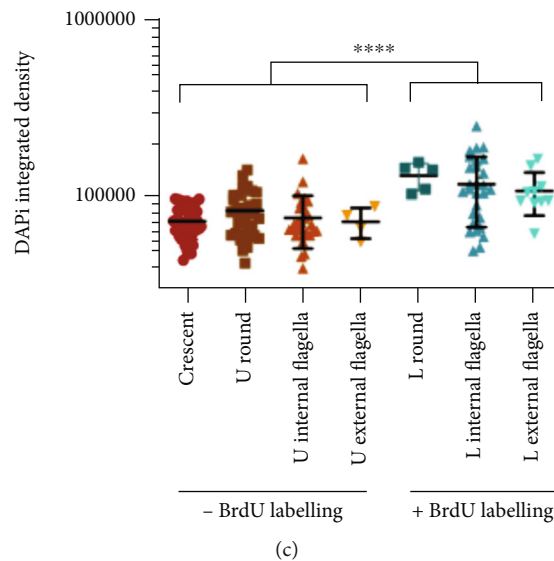 1000000
****
DAPi integrated density
100000
Crescent
U round
U internal flagella
U external flagella
L round
L internal flagella
L external flagella
– BrdU labelling
+ BrdU labelling
(c)